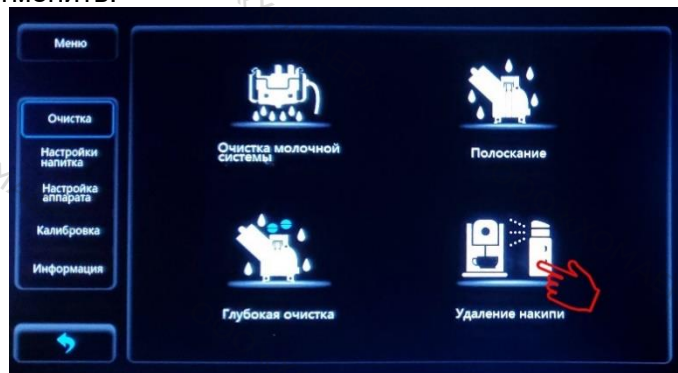 Меню
Очистка
Настройки
напитка
Настройка
аппарата
Калибровка
Информация
Очистка молочной
системы
Полоскание
Глубокая очистка
Удаление накипи